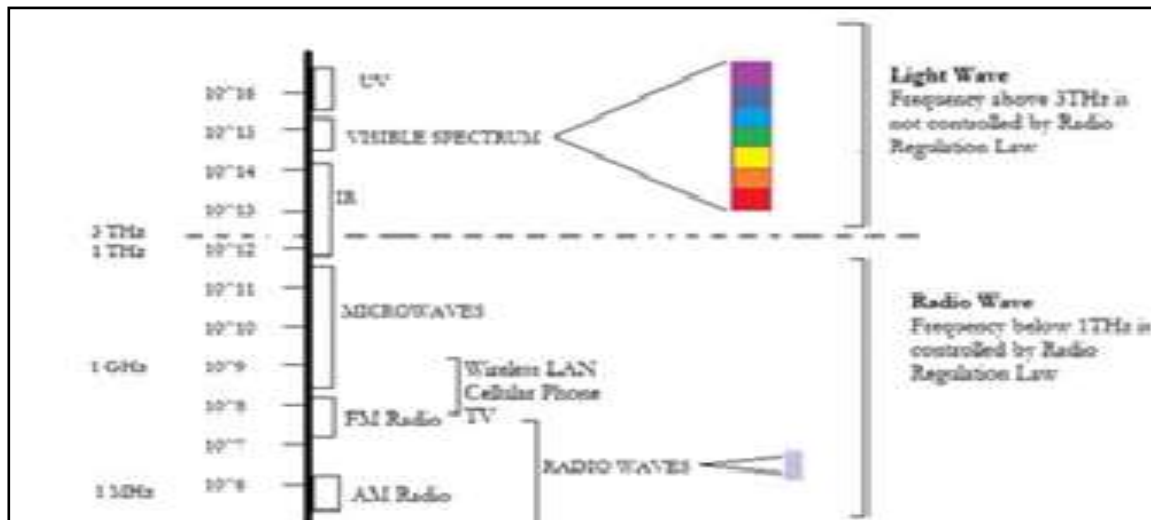 UV
10^16
10^15
VISIBLE SPECTRUM
10^14
IR
10^13
3 THz
1 THz
10^12
10^11
MICROWAVES
10^10
1 GHz
10^9
Wireless LAN
Cellular Phone
TV
10^8
FM Radio
10^7
RADIO WAVES
10^6
1 MHz
AM Radio
Light Wave
Frequency above 3THz is
not controlled by Radio
Regulation Law
Radio Wave
Frequency below 1THz is
controlled by Radio
Regulation Law